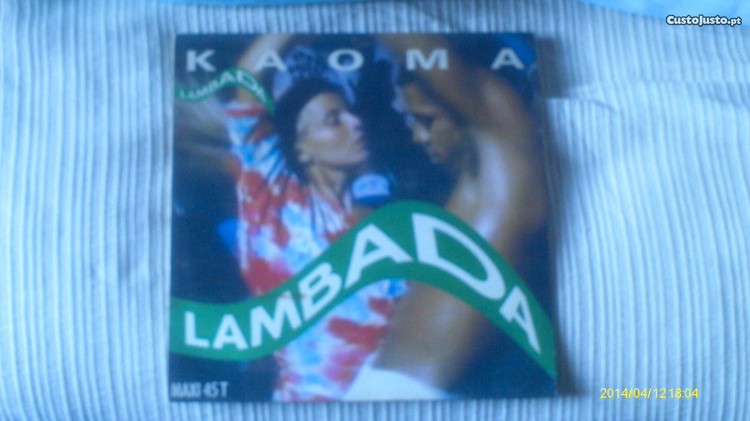 CustoJusto.pt
KAOMA
LAMBADA
LAMBADA
MAXI 45 T
2014/04/12 18:04